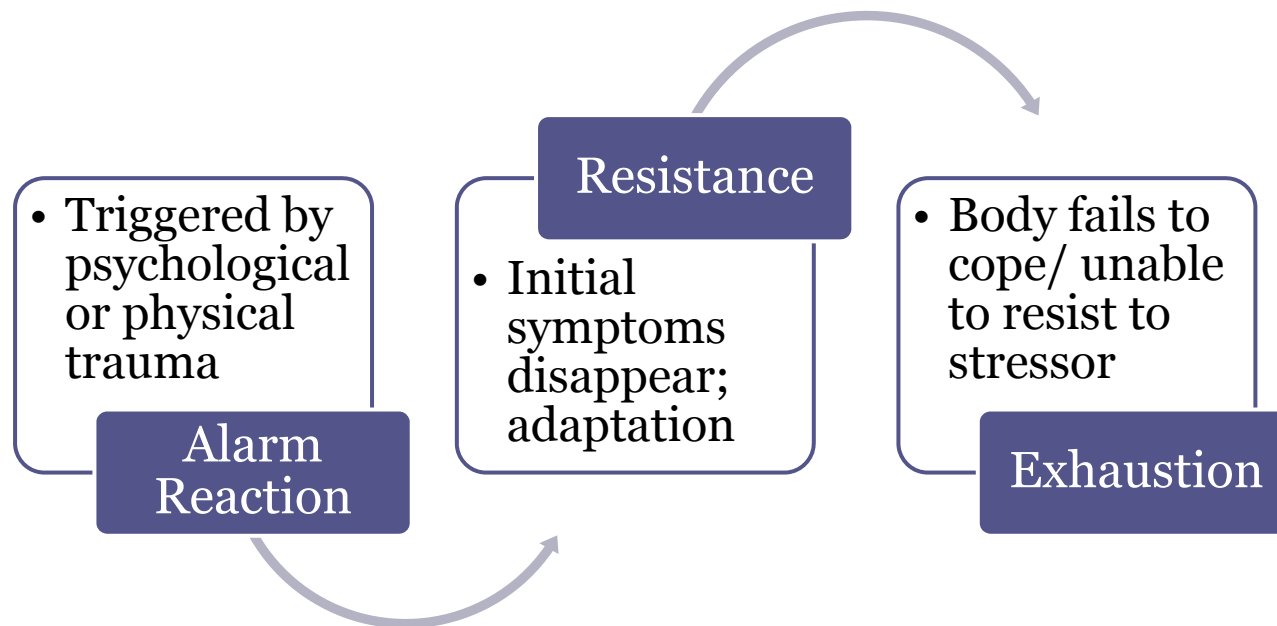 • Triggered by
psychological
or physical
trauma
Alarm
Reaction
Resistance
• Initial
symptoms
disappear;
adaptation
• Body fails to
cope/ unable
to resist to
stressor
Exhaustion